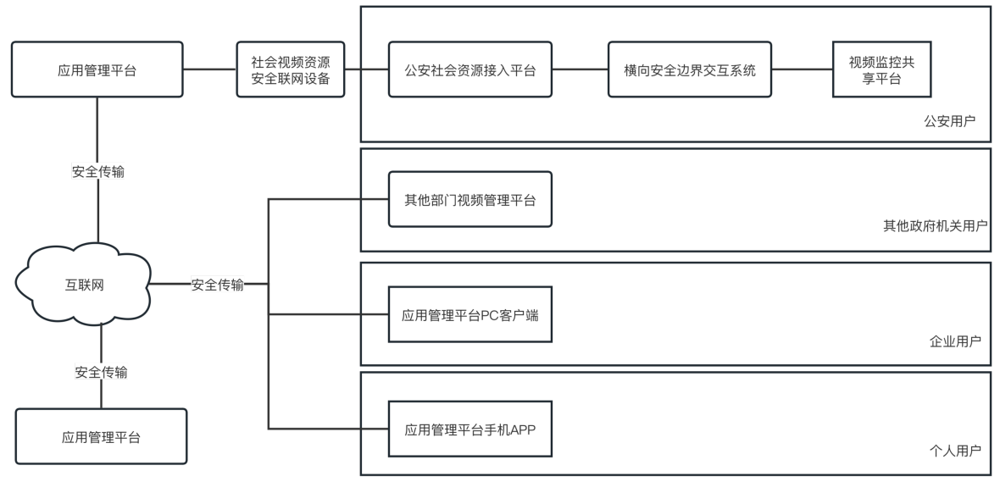 应用管理平台
社会视频资源
安全联网设备
公安社会资源接入平台
横向安全边界交互系统
视频监控共
享平台
公安用户
安全传输
其他部门视频管理平台
其他政府机关用户
互联网
安全传输
应用管理平台PC客户端
企业用户
安全传输
应用管理平台
应用管理平台手机APP
个人用户